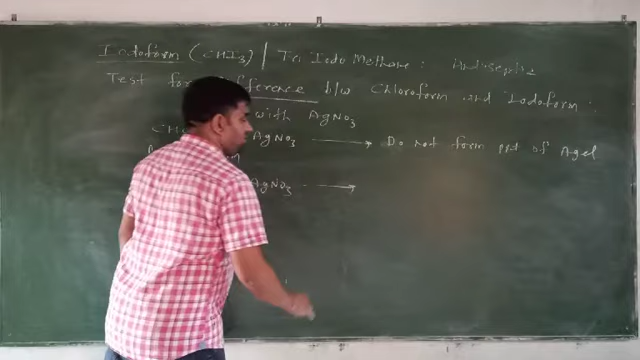 Iodoform (CHI3) | Tri Iodo Methane : Antiseptic
Test for Difference b/w Chloroform and Iodoform :
with AgNO3
AgNO3 → Do not form ppt of Agcl
AgNO3 →